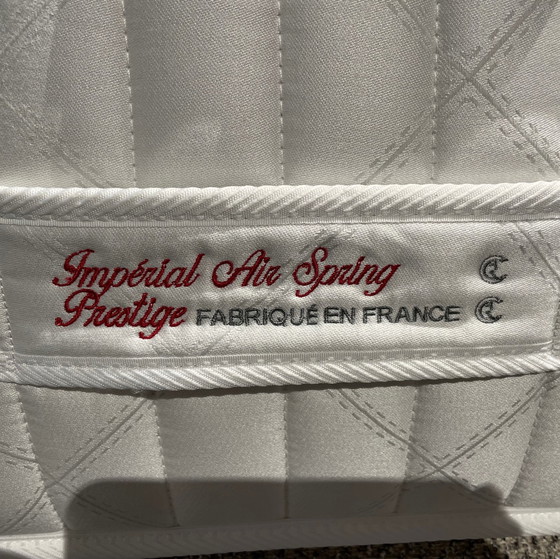 Impérial Air Spring
Prestige FABRIQUÉ EN FRANCE